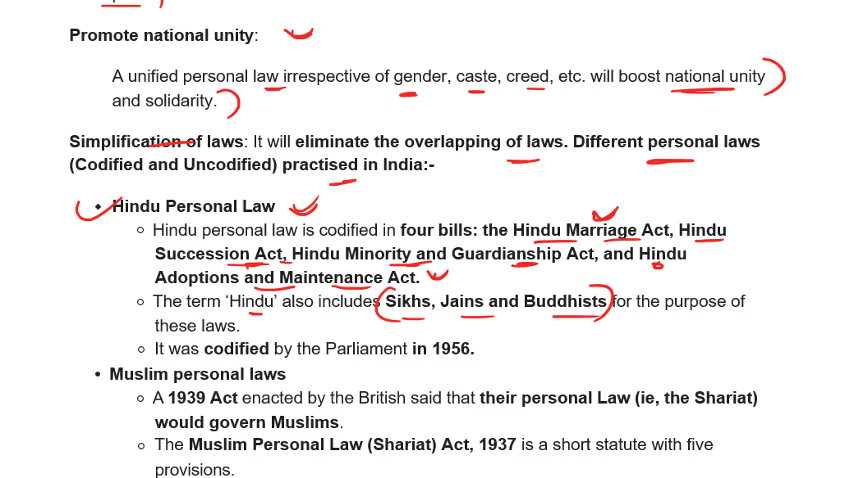 Promote national unity:
A unified personal law irrespective of gender, caste, creed, etc. will boost national unity
and solidarity.
Simplification of laws: It will eliminate the overlapping of laws. Different personal laws
(Codified and Uncodified) practised in India:-
• Hindu Personal Law
○ Hindu personal law is codified in four bills: the Hindu Marriage Act, Hindu
Succession Act, Hindu Minority and Guardianship Act, and Hindu
Adoptions and Maintenance Act.
○ The term ‘Hindu’ also includes Sikhs, Jains and Buddhists for the purpose of
these laws.
○ It was codified by the Parliament in 1956.
• Muslim personal laws
○ A 1939 Act enacted by the British said that their personal Law (ie, the Shariat)
would govern Muslims.
○ The Muslim Personal Law (Shariat) Act, 1937 is a short statute with five
provisions.